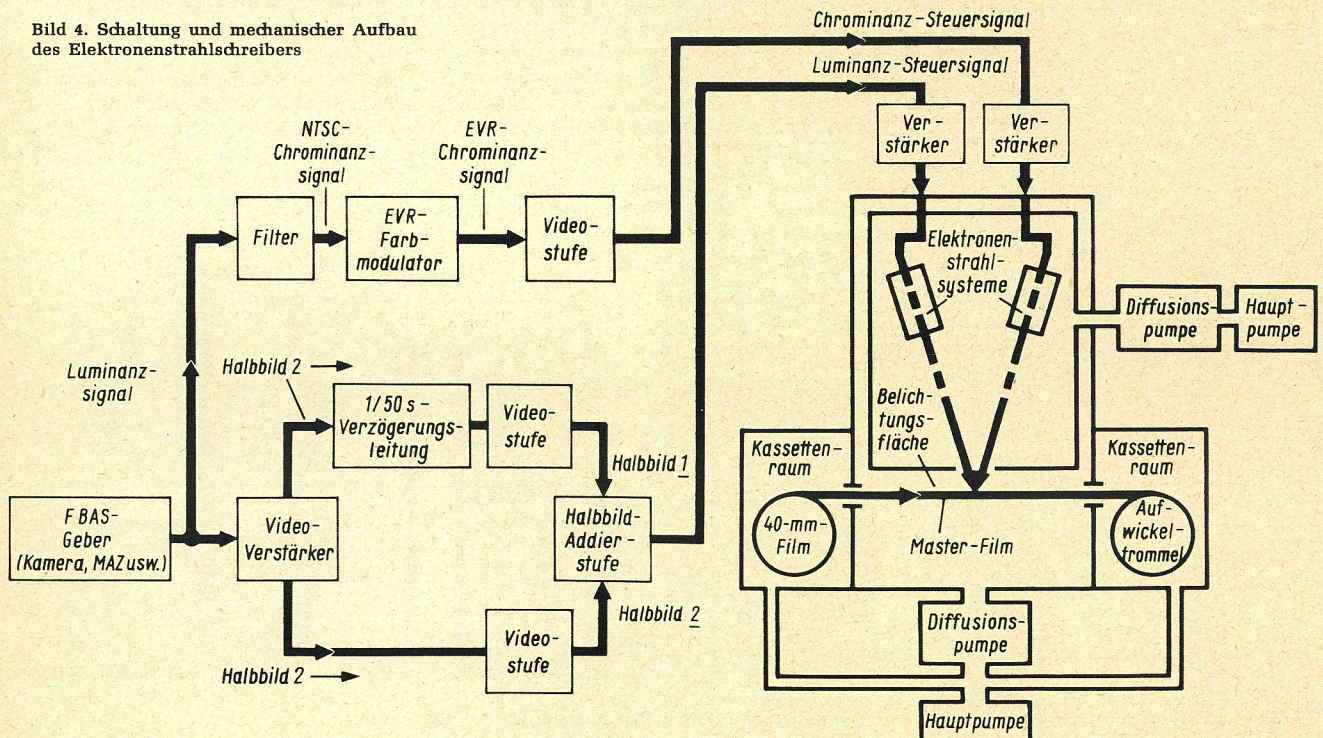 Bild 4. Schaltung und mechanischer Aufbau
des Elektronenstrahlschreibers
Chrominanz-Steuersignal
Luminanz-Steuersignal
Ver-
stärker
Ver-
stärker
NTSC-
Chrominanz-
signal
EVR-
Chrominanz-
signal
Filter
EVR-
Farb-
modulator
Video-
stufe
Elektronen-
strahl-
systeme
Diffusions-
pumpe
Haupt-
pumpe
Luminanz-
signal
Halbbild 2
1/50 s-
Verzögerungs-
leitung
Video-
stufe
Halbbild 1
Belich-
tungs-
fläche
Kassetten-
raum
Kassetten-
raum
F BAS-
Geber
(Kamera, MAZ usw.)
Video-
Verstärker
Halbbild-
Addier-
stufe
40-mm-
Film
Master-Film
Auf-
wickel-
trommel
Halbbild 2
Video-
stufe
Halbbild 2
Diffusions-
pumpe
Hauptpumpe